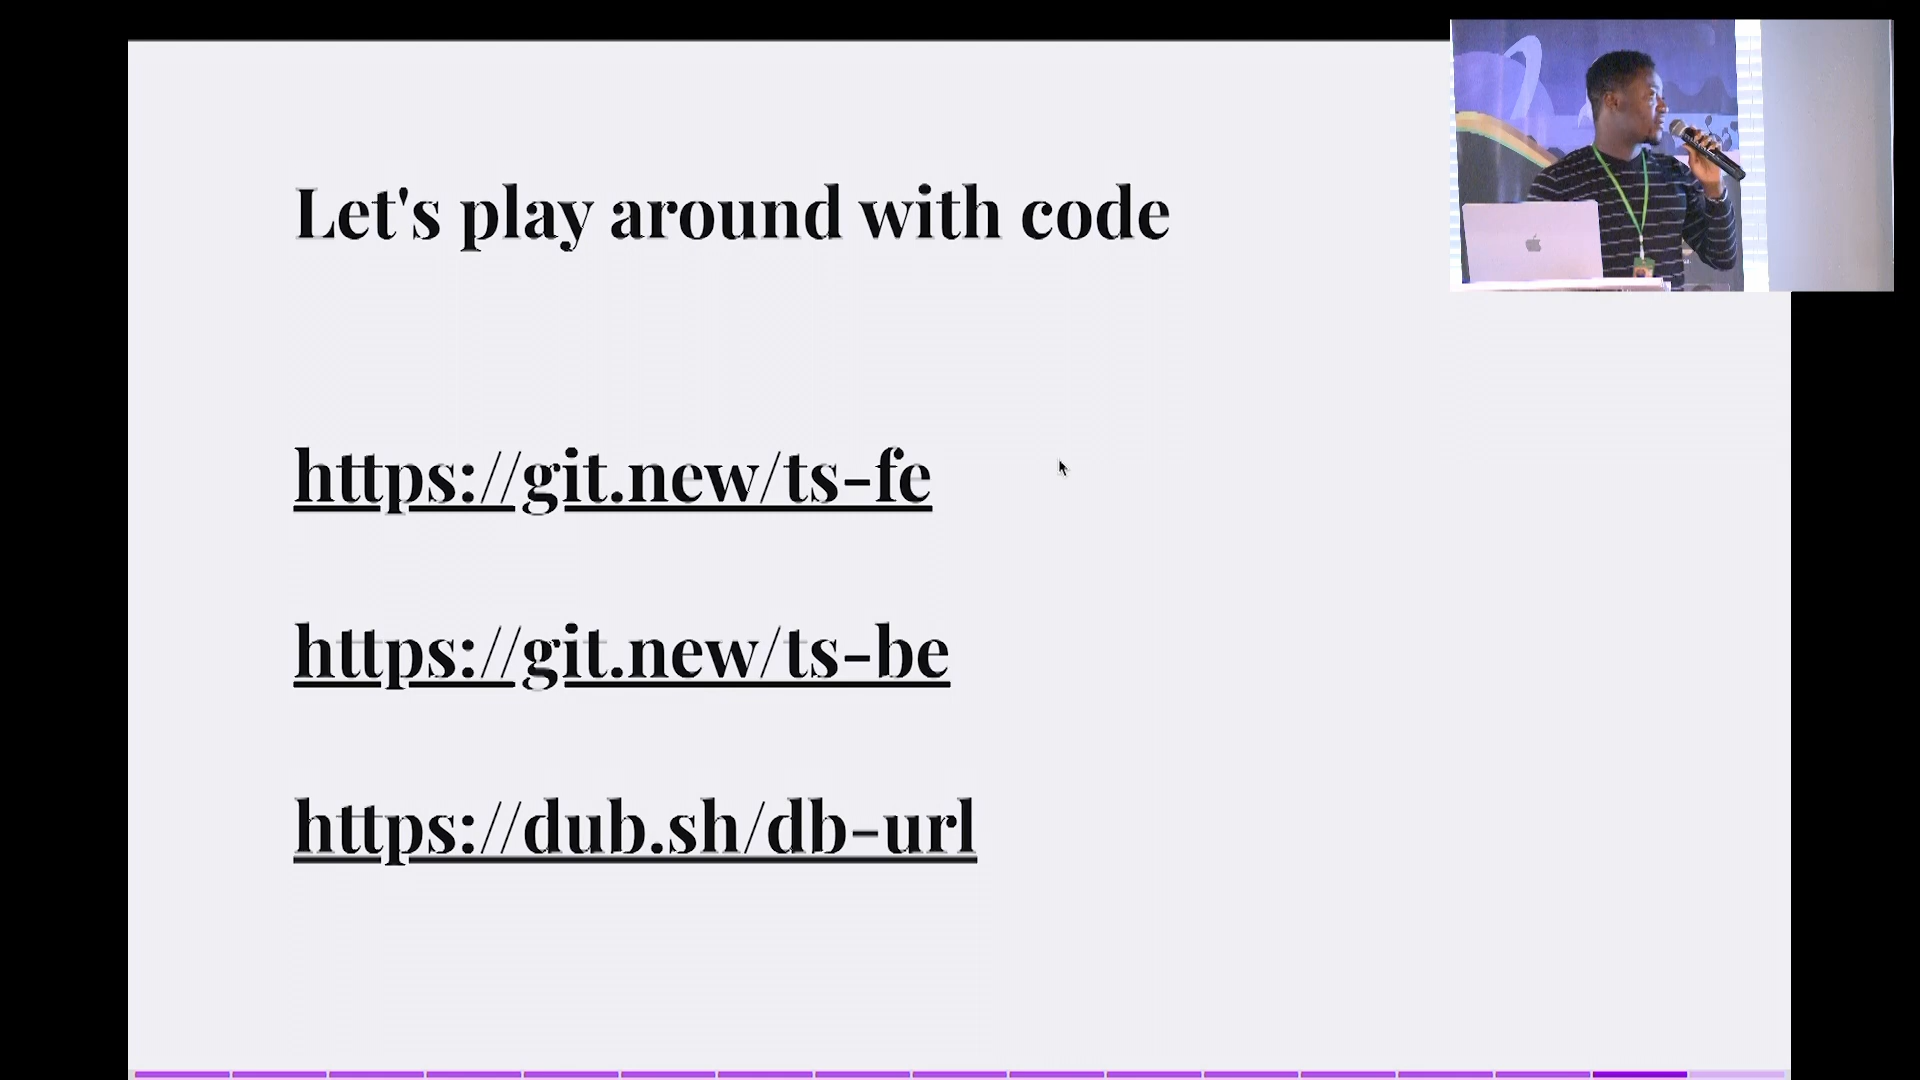 Let's play around with code
https://git.new/ts-fe
https://git.new/ts-be
https://dub.sh/db-url